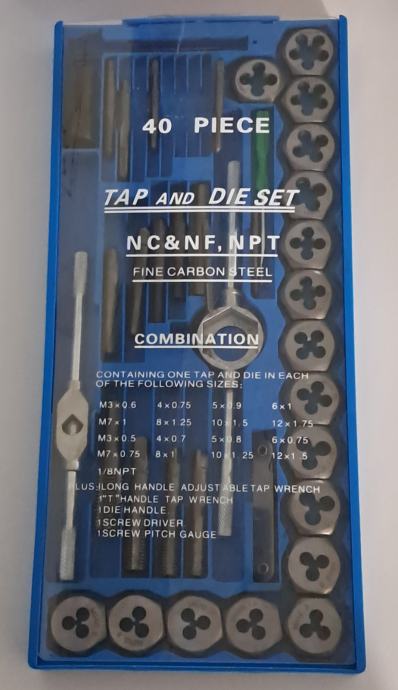 40 PIECE
TAP AND DIE SET
NC&NF, NPT
FINE CARBON STEEL
COMBINATION
CONTAINING ONE TAP AND DIE IN EACH
OF THE FOLLOWING SIZES:
M3×0.6 4×0.75 5×0.9 6×1
M7×1 8×1.25 10×1.5 12×1.75
M3×0.5 4×0.7 5×0.8 6×0.75
M7×0.75 8×1 10×1.25 12×1.5
1/8NPT
PLUS:1LONG HANDLE ADJUSTABLE TAP WRENCH
1"T"HANDLE TAP WRENCH
1DIE HANDLE
1SCREW DRIVER
1SCREW PITCH GAUGE